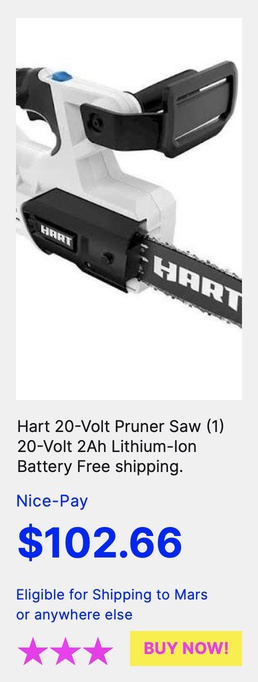 HART
HART
Hart 20-Volt Pruner Saw (1)
20-Volt 2Ah Lithium-Ion
Battery Free shipping.
Nice-Pay
$102.66
Eligible for Shipping to Mars
or anywhere else
BUY NOW!